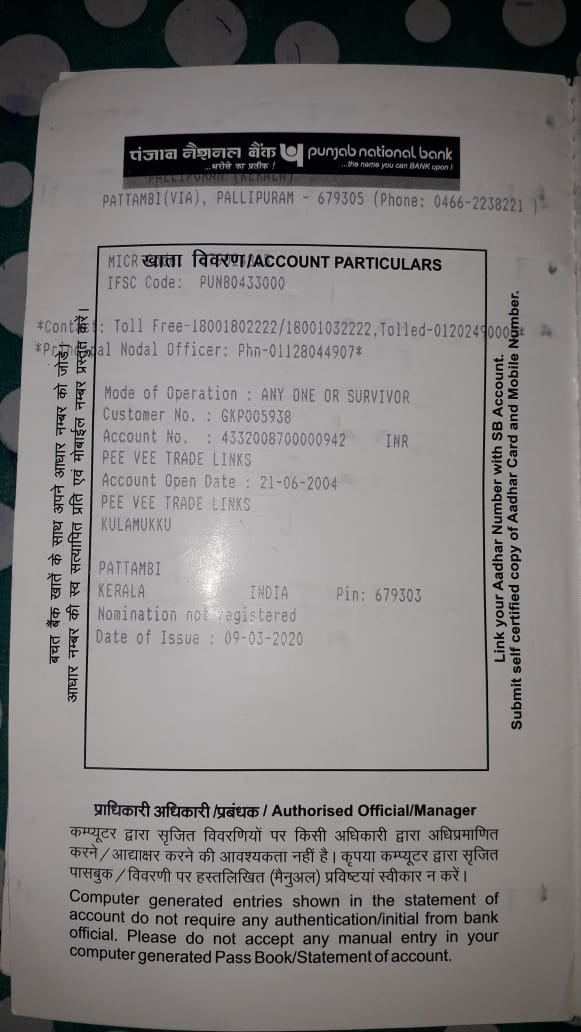 पंजाब नैशनल बैंक punjab national bank
...भरोसे का प्रतीक ! ...the name you can BANK upon !
PALLIPURAM (KERALA)
PATTAMBI(VIA), PALLIPURAM - 679305 (Phone: 0466-2238221 )
MICR
खाता विवरण/ACCOUNT PARTICULARS
IFSC Code: PUNB0433000
*Contact: Toll Free-18001802222/18001032222,Tolled-01202490000*
*Principal Nodal Officer: Phn-01128044907*
Mode of Operation : ANY ONE OR SURVIVOR
Customer No. : GKP005938
Account No. : 4332008700000942 INR
PEE VEE TRADE LINKS
Account Open Date : 21-06-2004
PEE VEE TRADE LINKS
KULAMUKKU
PATTAMBI
KERALA INDIA Pin: 679303
Nomination not registered
Date of Issue : 09-03-2020
बचत बैंक खातें के साथ अपने आधार नम्बर को जोड़ें।
आधार नम्बर की स्व सत्यापित प्रति एवं मोबाईल नम्बर प्रस्तुत करें।
Link your Aadhar Number with SB Account.
Submit self certified copy of Aadhar Card and Mobile Number.
प्राधिकारी अधिकारी/प्रबंधक / Authorised Official/Manager
कम्प्यूटर द्वारा सृजित विवरणियों पर किसी अधिकारी द्वारा अधिप्रमाणित
करने/आद्याक्षर करने की आवश्यकता नहीं है। कृपया कम्प्यूटर द्वारा सृजित
पासबुक/विवरणी पर हस्तलिखित (मैनुअल) प्रविष्टियां स्वीकार न करें।
Computer generated entries shown in the statement of
account do not require any authentication/initial from bank
official. Please do not accept any manual entry in your
computer generated Pass Book/Statement of account.